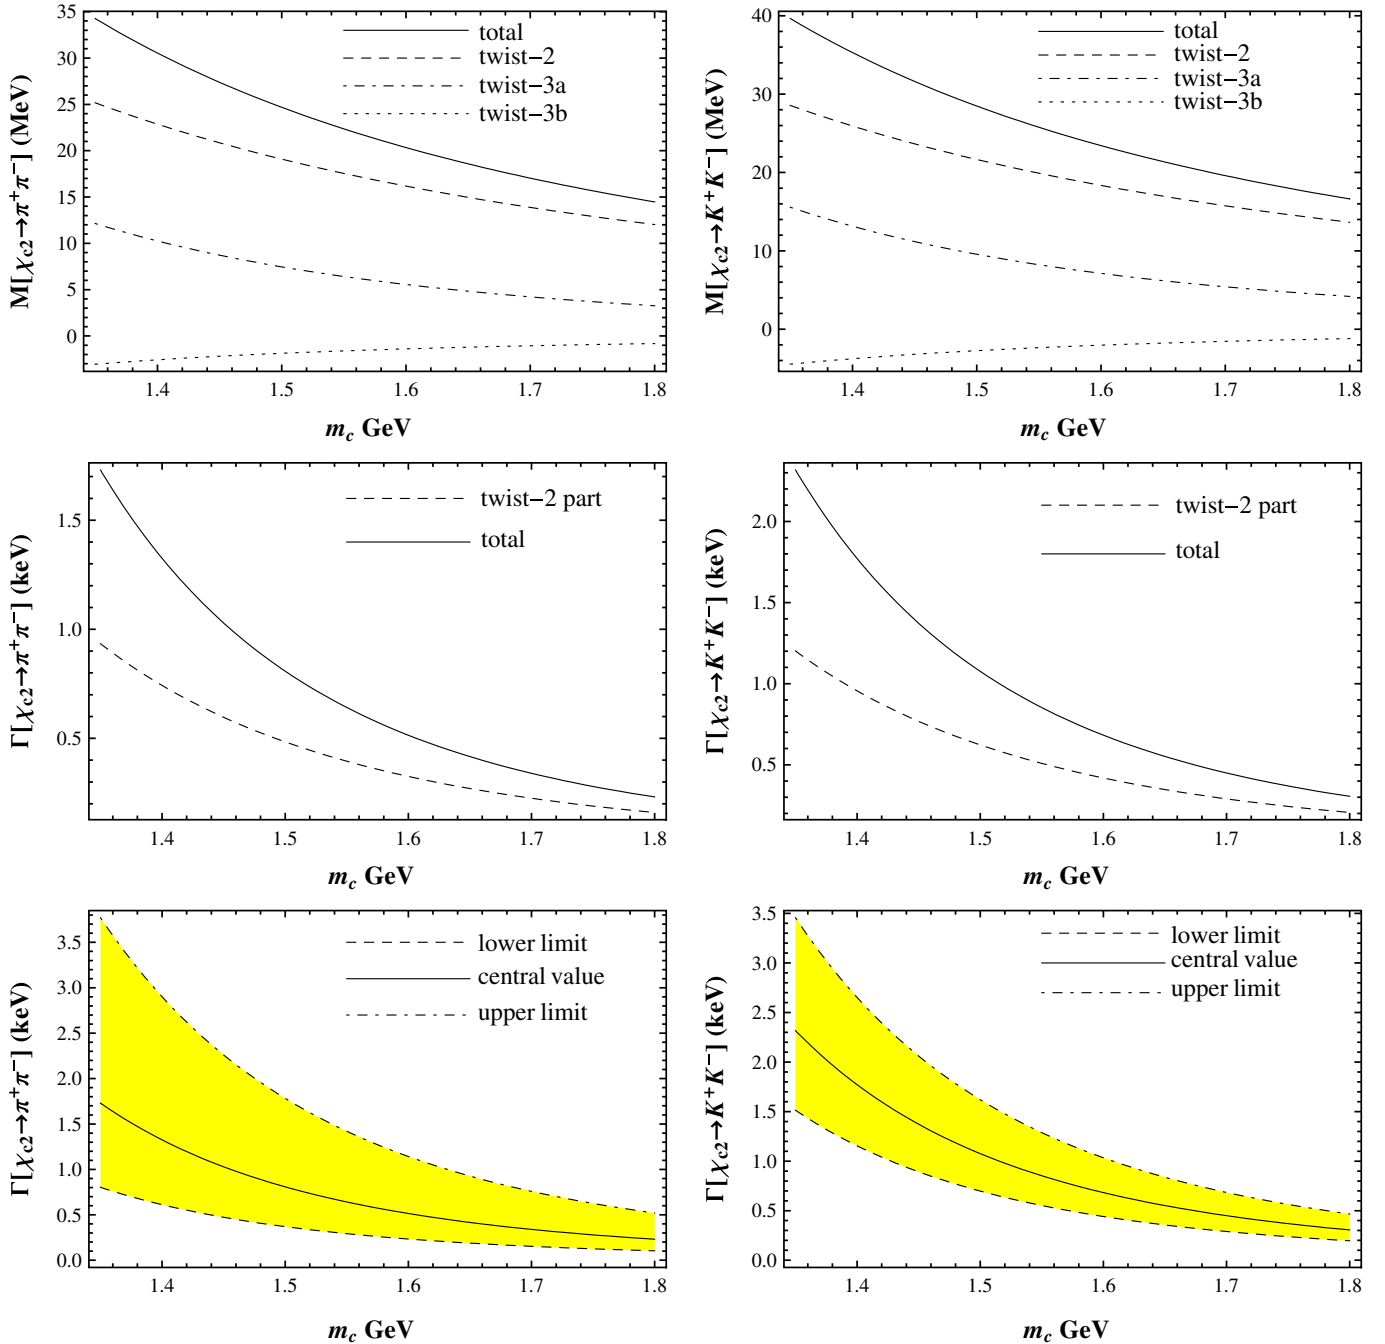 M[χc2→π+π−] (MeV)
35
30
25
20
15
10
5
0
total
twist−2
twist−3a
twist−3b
1.4
1.5
1.6
1.7
1.8
mc GeV
M[χc2→K+K−] (MeV)
40
30
20
10
0
total
twist−2
twist−3a
twist−3b
1.4
1.5
1.6
1.7
1.8
mc GeV
Γ[χc2→π+π−] (keV)
1.5
1.0
0.5
twist−2 part
total
1.4
1.5
1.6
1.7
1.8
mc GeV
Γ[χc2→K+K−] (keV)
2.0
1.5
1.0
0.5
twist−2 part
total
1.4
1.5
1.6
1.7
1.8
mc GeV
Γ[χc2→π+π−] (keV)
3.5
3.0
2.5
2.0
1.5
1.0
0.5
0.0
lower limit
central value
upper limit
1.4
1.5
1.6
1.7
1.8
mc GeV
Γ[χc2→K+K−] (keV)
3.5
3.0
2.5
2.0
1.5
1.0
0.5
0.0
lower limit
central value
upper limit
1.4
1.5
1.6
1.7
1.8
mc GeV